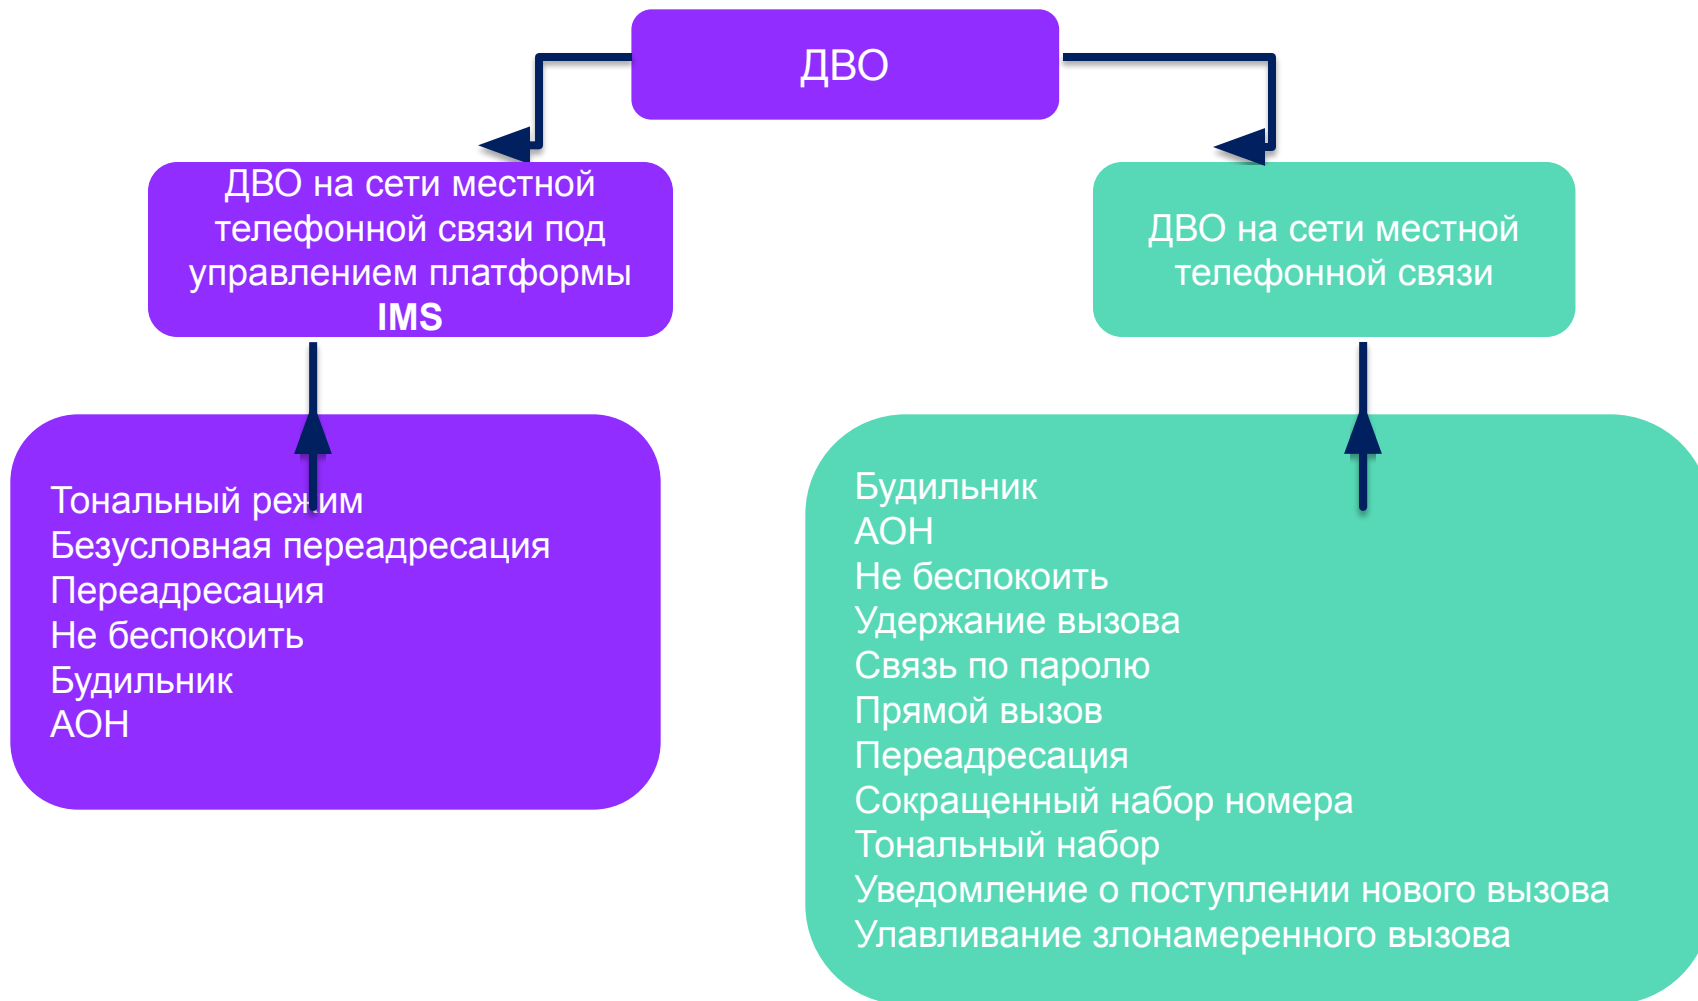 ДВО
ДВО на сети местной
телефонной связи под
управлением платформы
IMS
ДВО на сети местной
телефонной связи
Тональный режим
Безусловная переадресация
Переадресация
Не беспокоить
Будильник
АОН
Будильник
АОН
Не беспокоить
Удержание вызова
Связь по паролю
Прямой вызов
Переадресация
Сокращенный набор номера
Тональный набор
Уведомление о поступлении нового вызова
Улавливание злонамеренного вызова